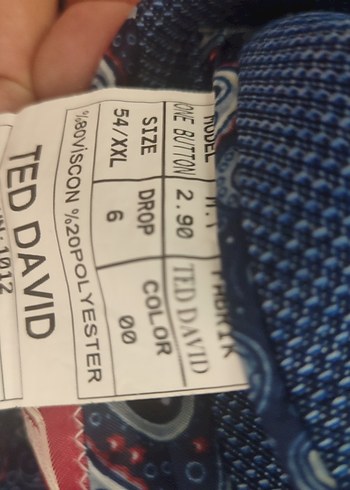 MODEL M.T FABRIK
ONE BUTTON 2.90 TED DAVID
SIZE DROP COLOR
54/XXL 6 00
%80VİSCON %20POLYESTER
TED DAVID
1012